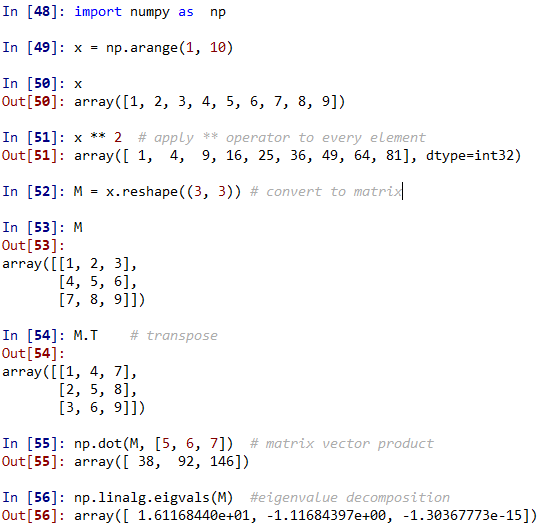 In [48]: import numpy as  np
In [49]: x = np.arange(1, 10)
In [50]: x
Out[50]: array([1, 2, 3, 4, 5, 6, 7, 8, 9])
In [51]: x ** 2  # apply ** operator to every element
Out[51]: array([ 1,  4,  9, 16, 25, 36, 49, 64, 81], dtype=int32)
In [52]: M = x.reshape((3, 3)) # convert to matrix
In [53]: M
Out[53]:
array([[1, 2, 3],
       [4, 5, 6],
       [7, 8, 9]])
In [54]: M.T    # transpose
Out[54]:
array([[1, 4, 7],
       [2, 5, 8],
       [3, 6, 9]])
In [55]: np.dot(M, [5, 6, 7])  # matrix vector product
Out[55]: array([ 38,  92, 146])
In [56]: np.linalg.eigvals(M)  #eigenvalue decomposition
Out[56]: array([ 1.61168440e+01, -1.11684397e+00, -1.30367773e-15])